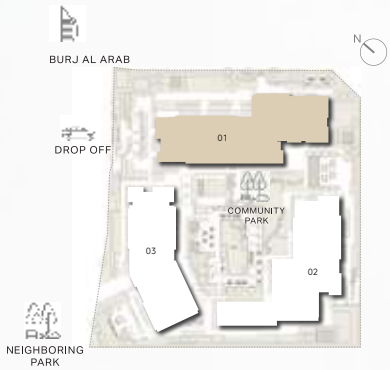 N
BURJ AL ARAB
DROP OFF
01
COMMUNITY
PARK
03
02
NEIGHBORING
PARK